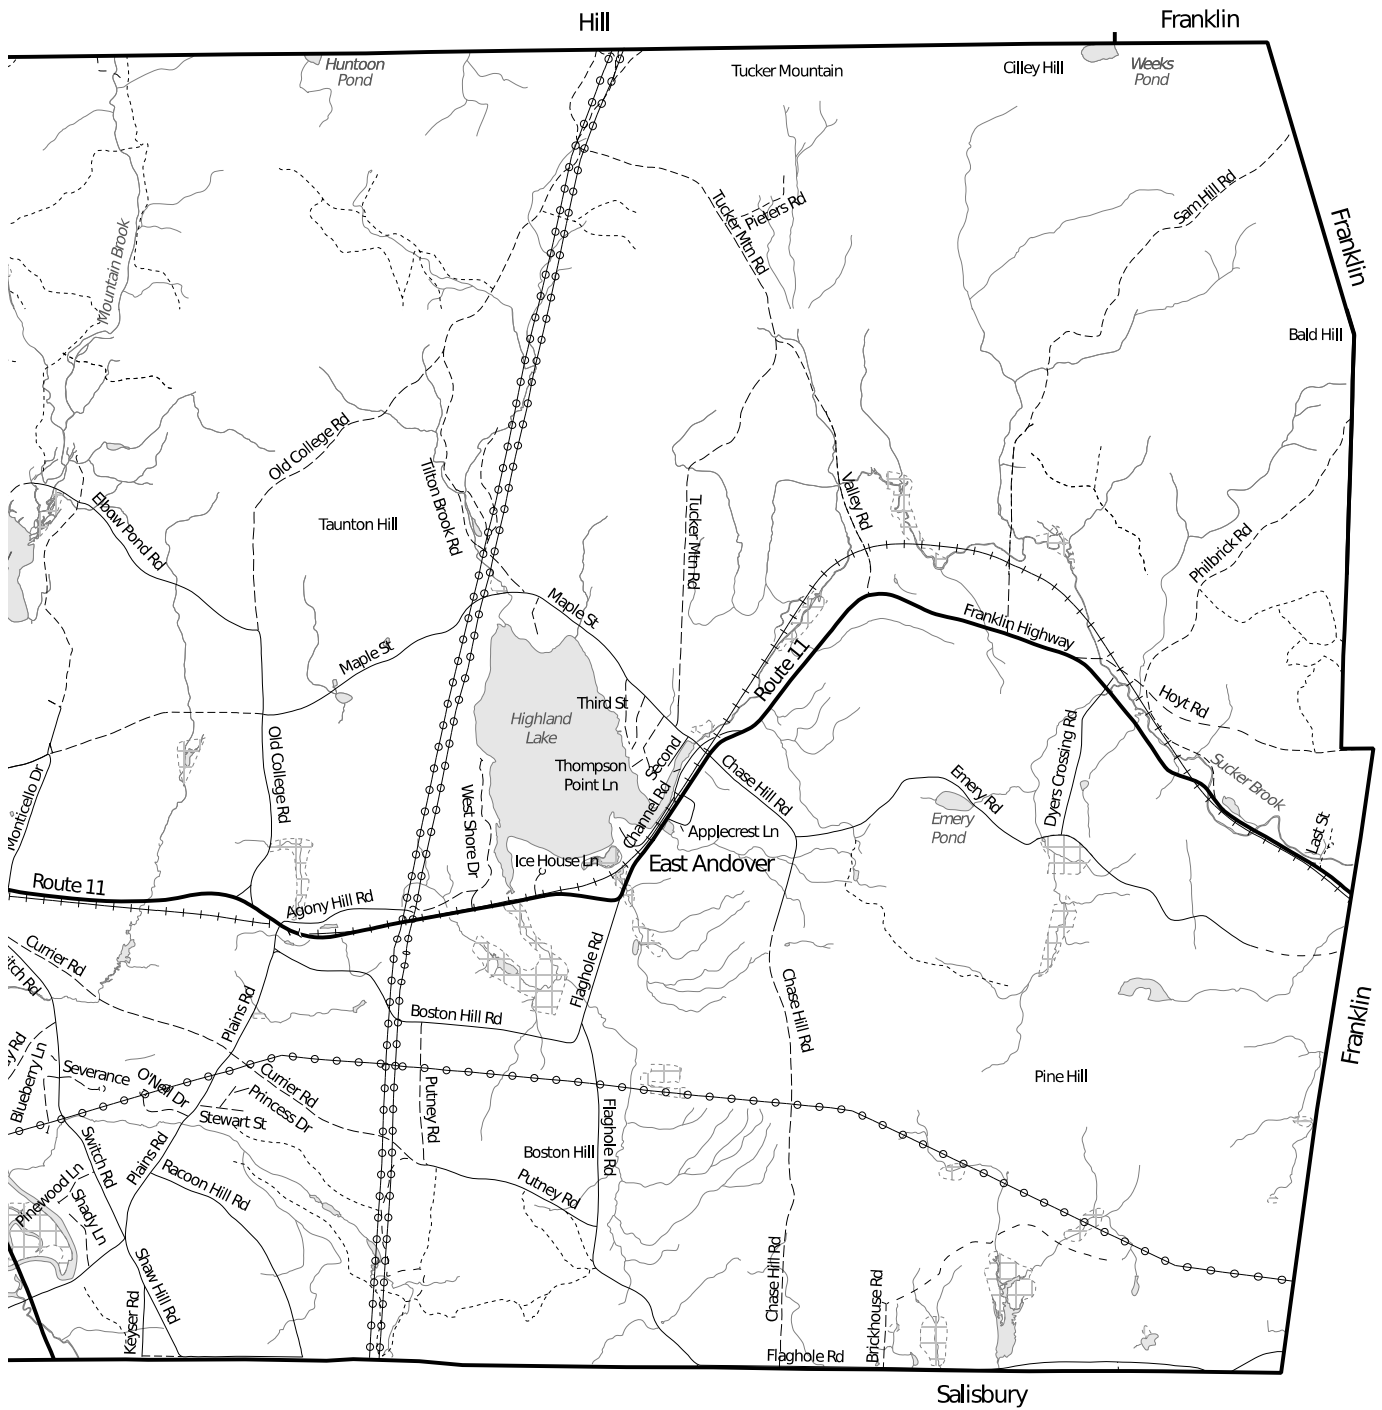 Hill
Franklin
Huntoon
Pond
Tucker Mountain
Cilley Hill
Weeks
Pond
Sam Hill Rd
Pieters Rd
Tucker Mtn Rd
Franklin
Mountain Brook
Bald Hill
Old College Rd
Tilton Brook Rd
Valley Rd
Elbow Pond Rd
Taunton Hill
Tucker Mtn Rd
Philbrick Rd
Maple St
Franklin Highway
Maple St
Route 11
Third St
Hoyt Rd
Highland
Lake
Old College Rd
Second
Dyers Crossing Rd
Thompson
Point Ln
Chase Hill Rd
Emery Rd
Sucker Brook
Monticello Dr
West Shore Dr
Channel Rd
Applecrest Ln
Emery
Pond
Last St
Ice House Ln
East Andover
Route 11
Agony Hill Rd
Currier Rd
itch Rd
Flaghole Rd
Chase Hill Rd
Plains Rd
Boston Hill Rd
Franklin
y Rd
Blueberry Ln
Severance
O'Neil Dr
Currier Rd
Princess Dr
Stewart St
Putney Rd
Pine Hill
Flaghole Rd
Switch Rd
Plains Rd
Boston Hill
Racoon Hill Rd
Putney Rd
Pinewood Ln
Shady Ln
Shaw Hill Rd
Keyser Rd
Chase Hill Rd
Brickhouse Rd
Flaghole Rd
Salisbury